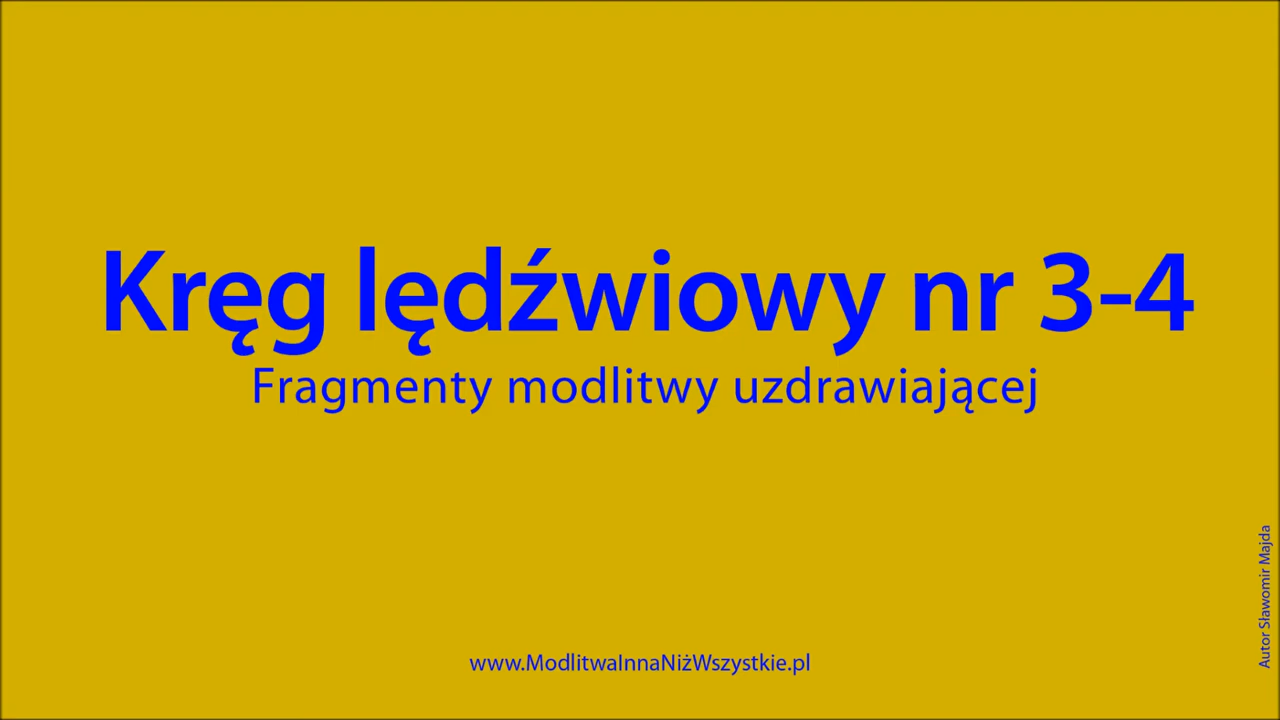 Kręg lędźwiowy nr 3-4
Fragmenty modlitwy uzdrawiającej
Autor Sławomir Majda
www.ModlitwaInnaNiżWszystkie.pl